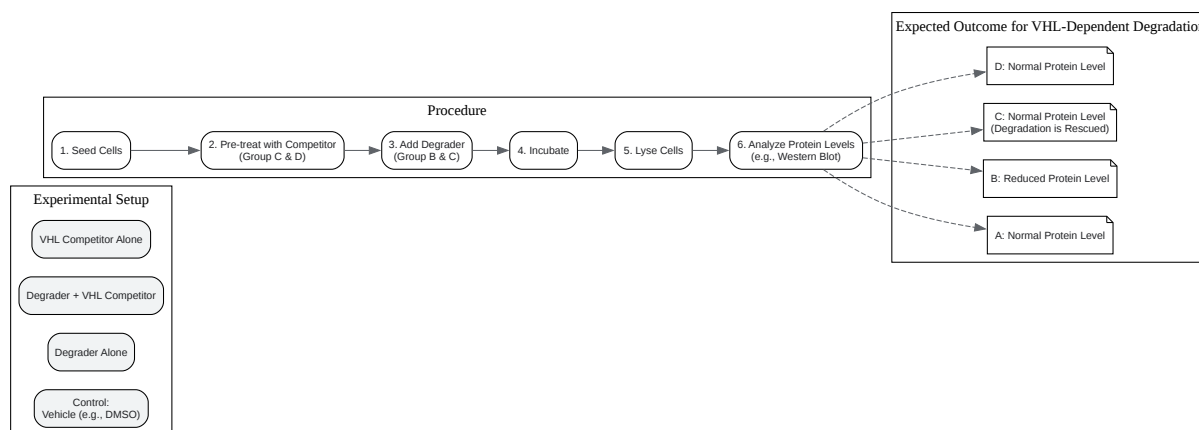 Expected Outcome for VHL-Dependent Degradation
D: Normal Protein Level
C: Normal Protein Level
(Degradation is Rescued)
B: Reduced Protein Level
A: Normal Protein Level
Procedure
1. Seed Cells
2. Pre-treat with Competitor
(Group C & D)
3. Add Degrader
(Group B & C)
4. Incubate
5. Lyse Cells
6. Analyze Protein Levels
(e.g., Western Blot)
Experimental Setup
VHL Competitor Alone
Degrader + VHL Competitor
Degrader Alone
Control:
Vehicle (e.g., DMSO)